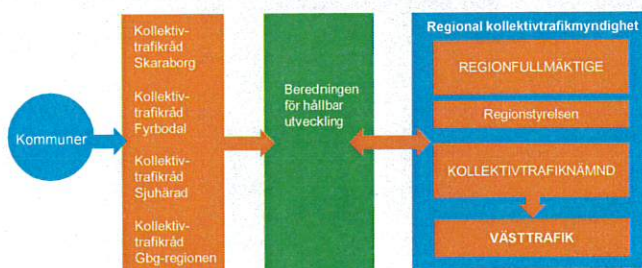 Kommuner
Kollektiv-
trafikråd
Skaraborg
Kollektiv-
trafikråd
Fyrbodal
Kollektiv-
trafikråd
Sjuhärad
Kollektiv-
trafikråd
Gbg-regionen
Beredningen
för hållbar
utveckling
Regional kollektivtrafikmyndighet
REGIONFULLMÄKTIGE
Regionstyrelsen
KOLLEKTIVTRAFIKNÄMND
VÄSTTRAFIK